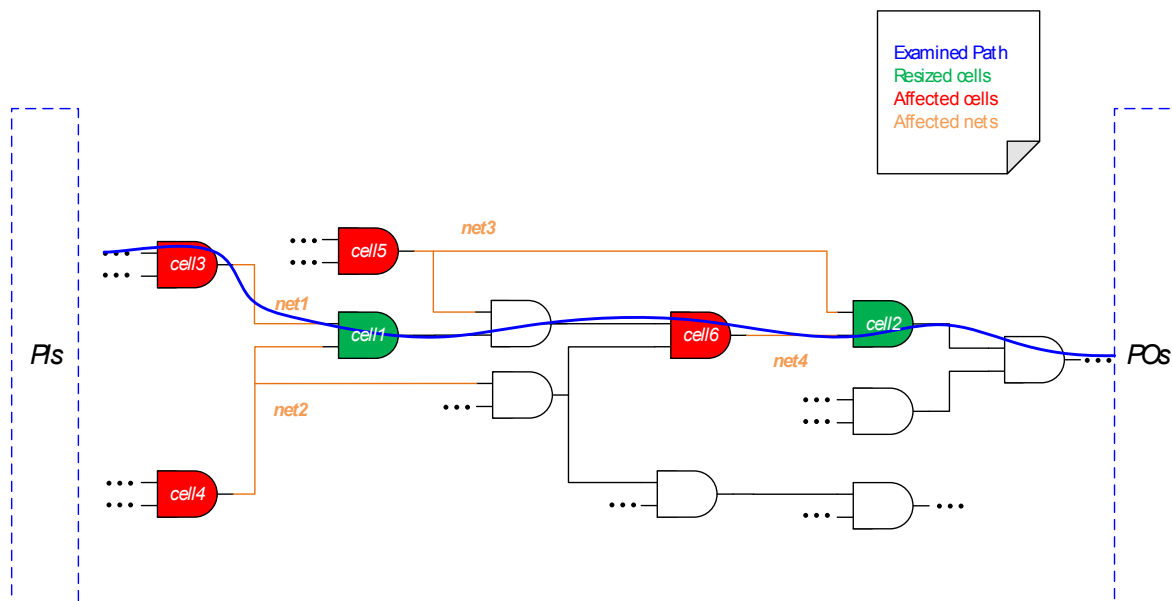 Examined Path
Resized cells
Affected cells
Affected nets
cell3
cell5
net3
net1
cell1
cell6
cell2
PIs
net4
POs
net2
cell4